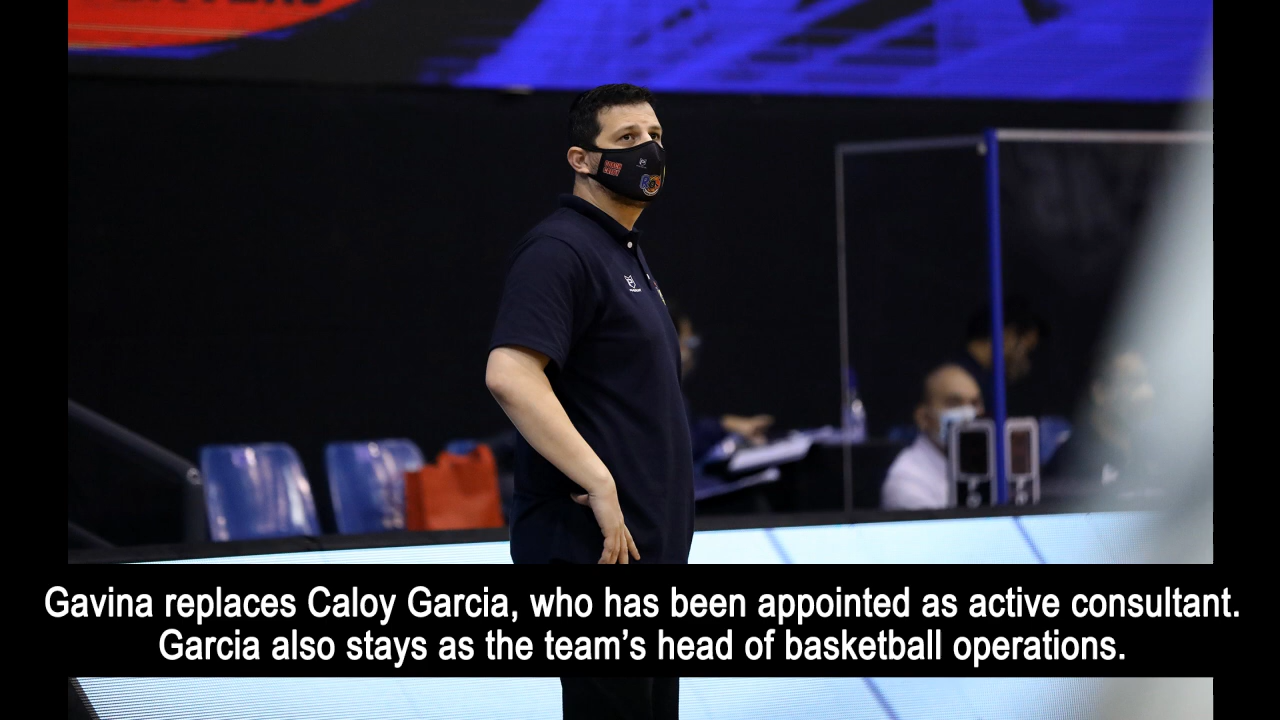 Gavina replaces Caloy Garcia, who has been appointed as active consultant.
Garcia also stays as the team’s head of basketball operations.